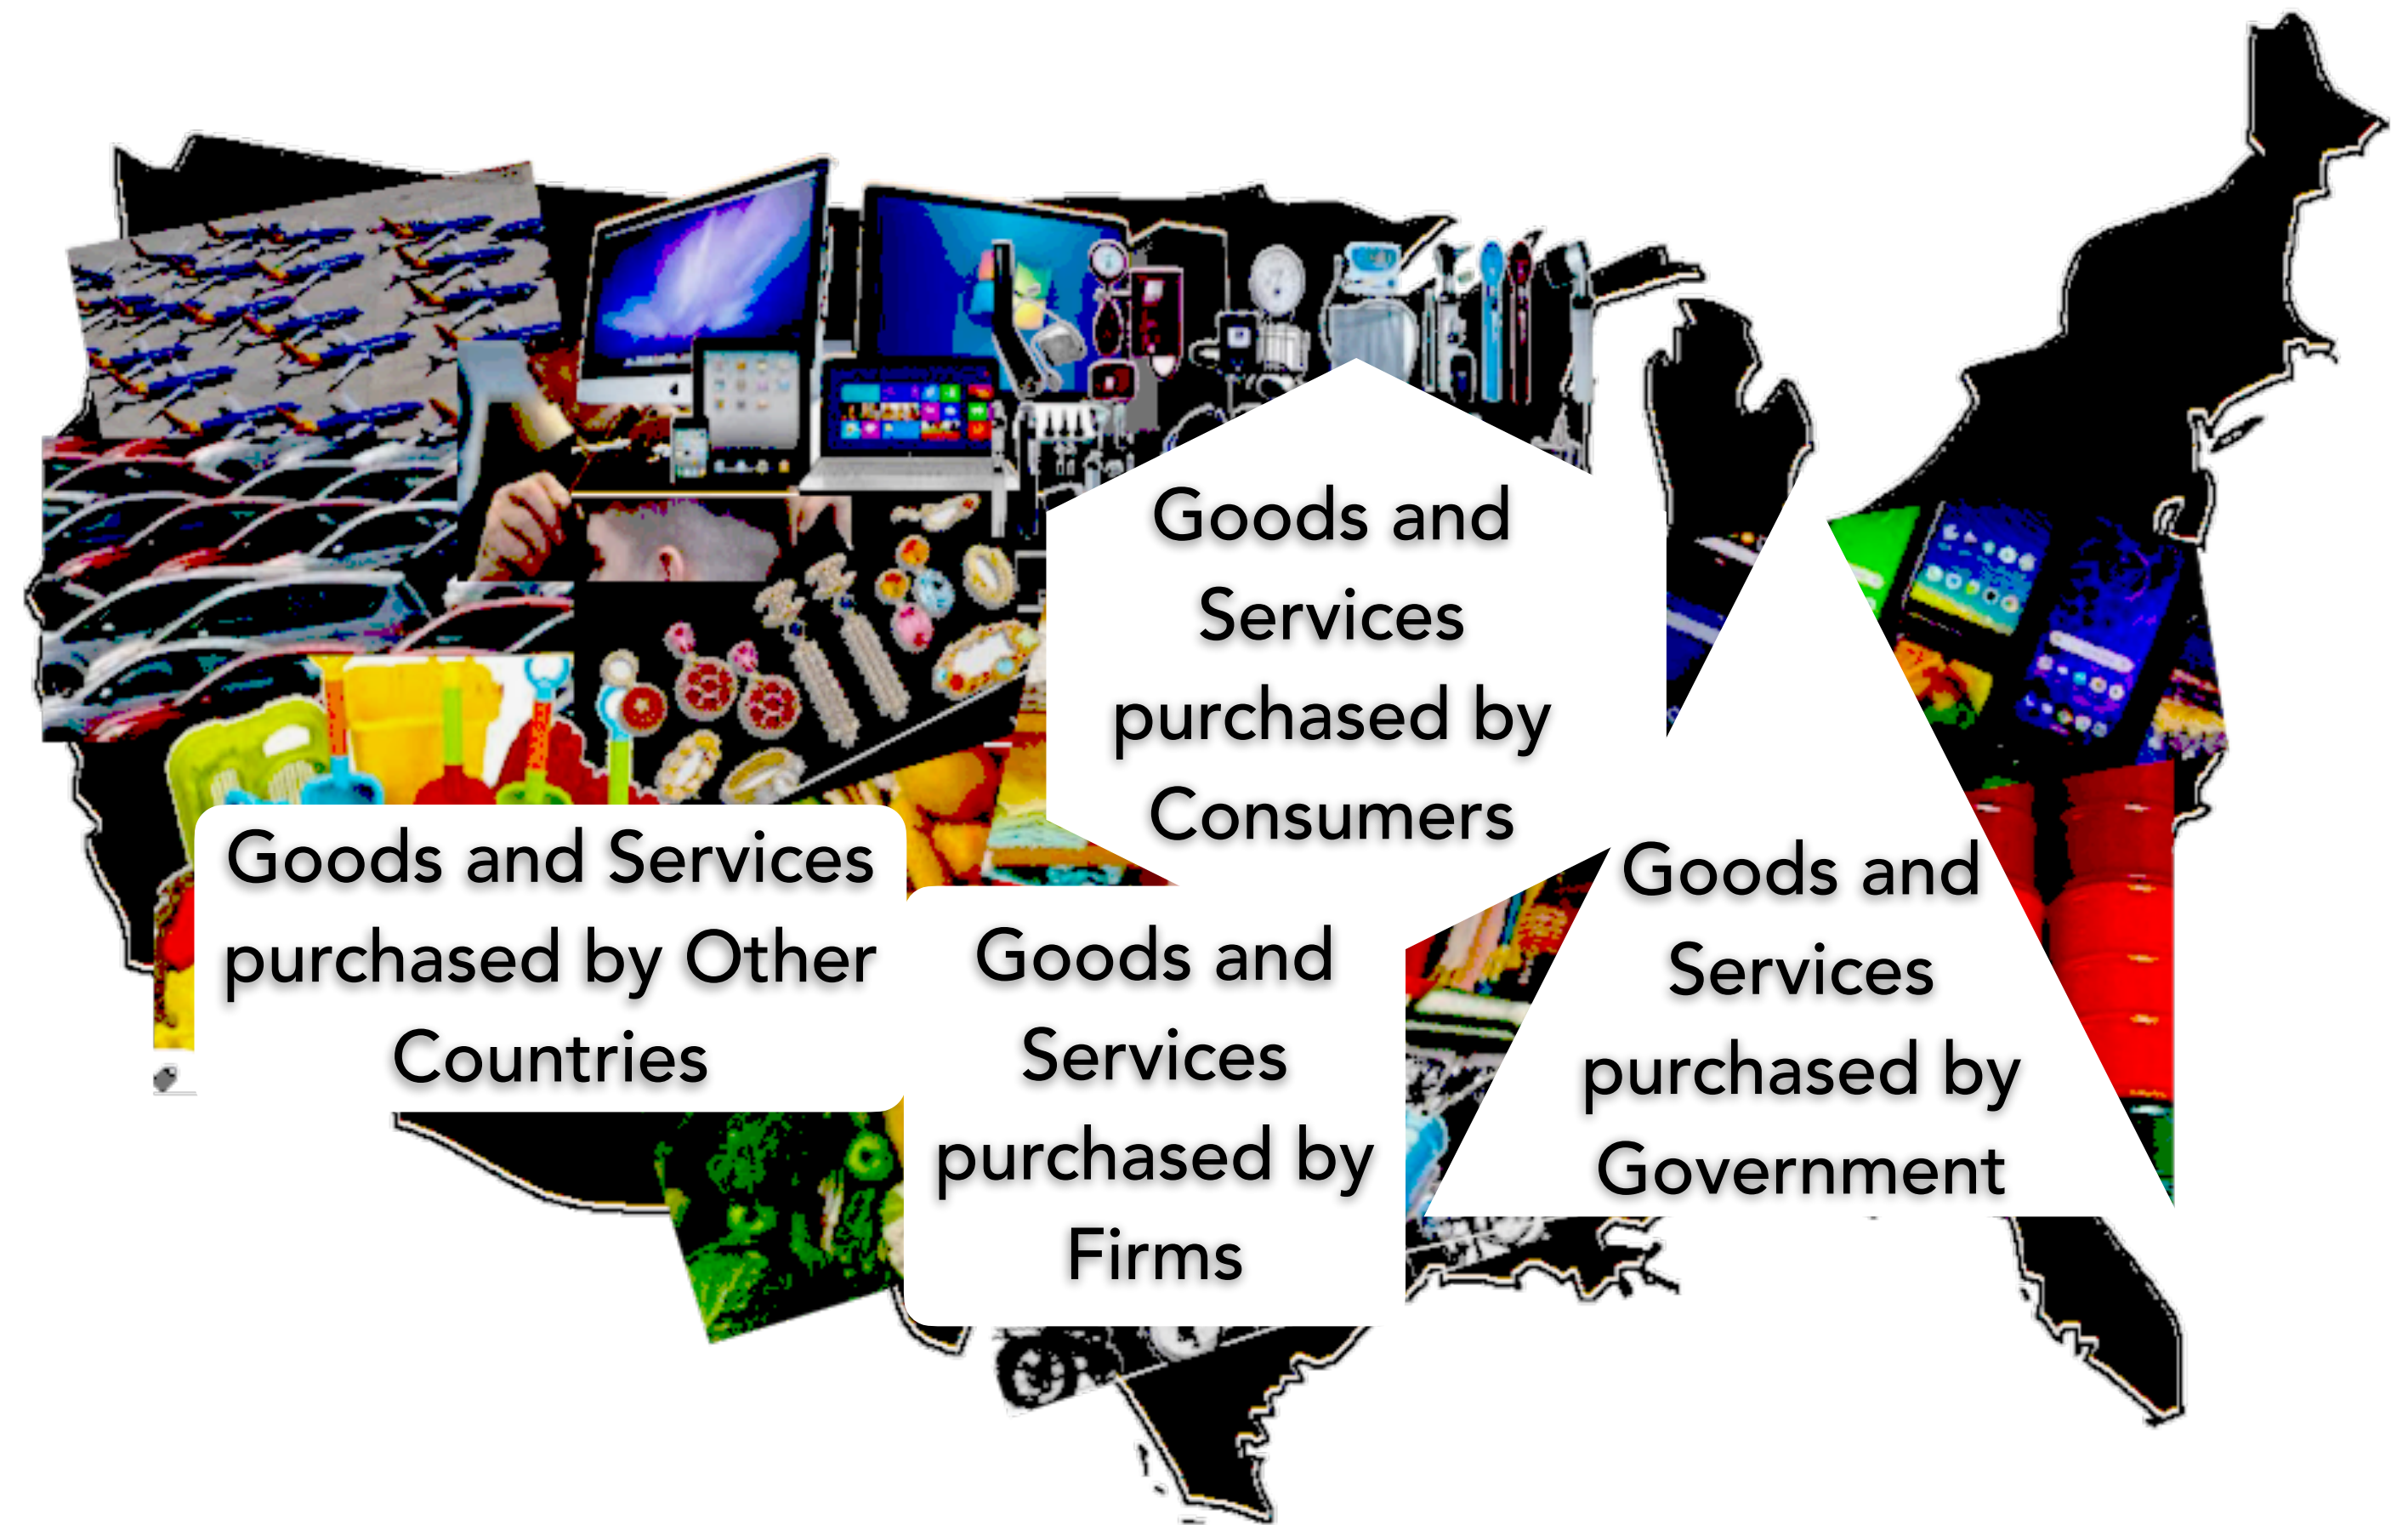 Goods and
Services
purchased by
Consumers
Goods and Services
purchased by Other
Countries
Goods and
Services
purchased by
Firms
Goods and
Services
purchased by
Government